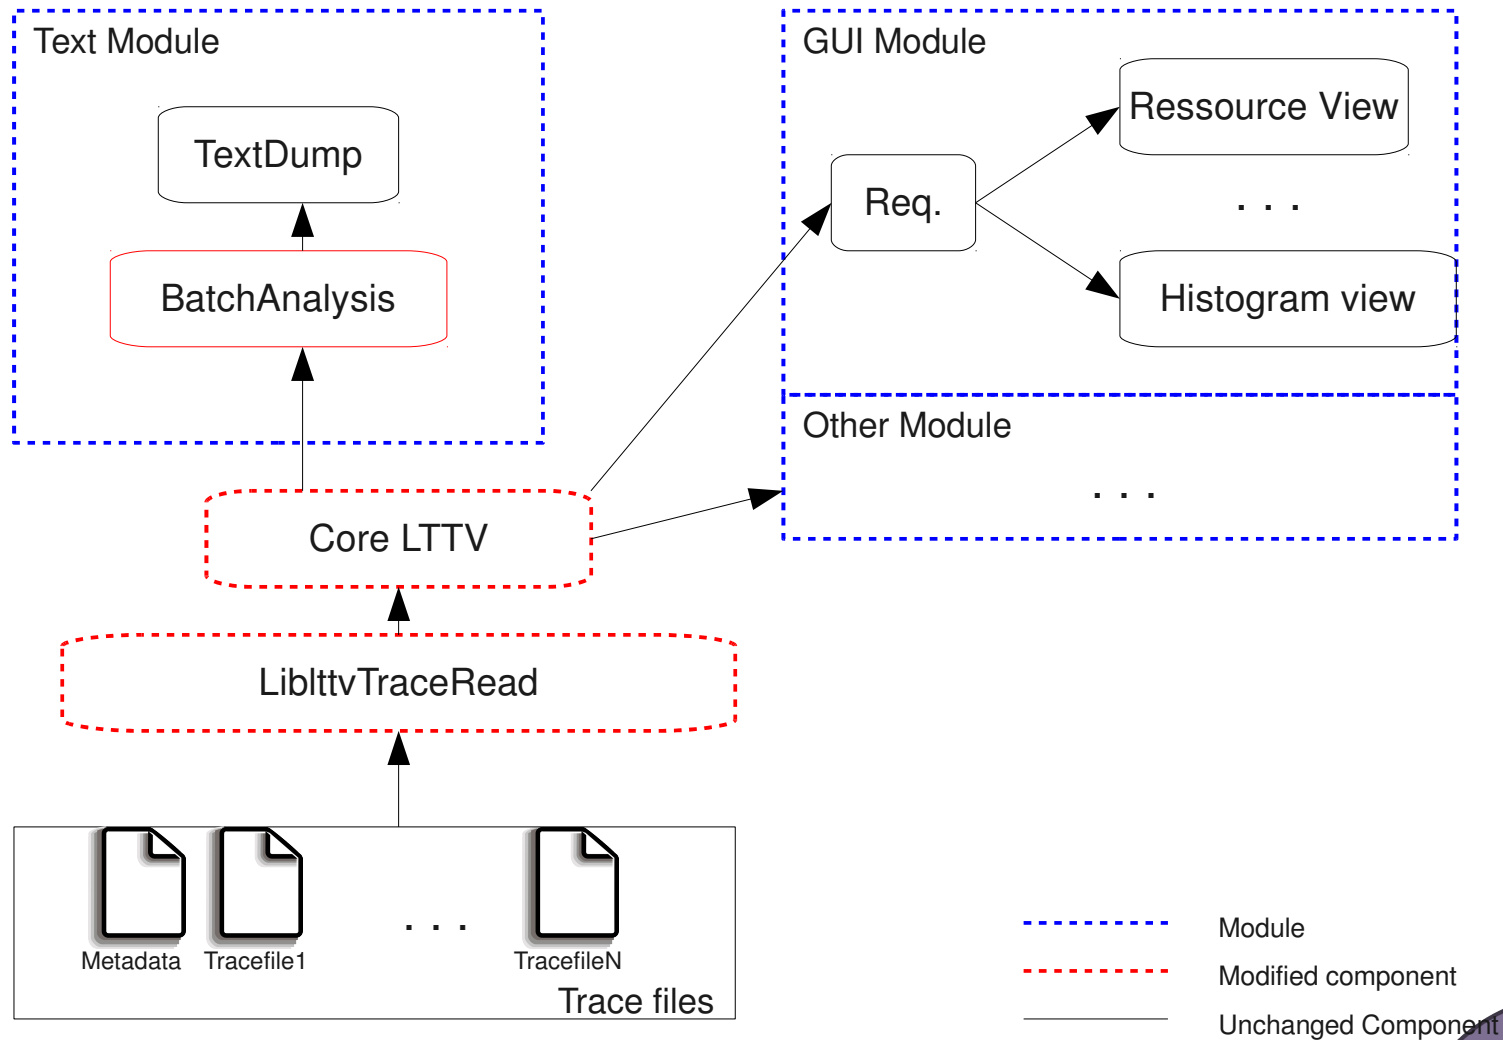 Text Module
TextDump
BatchAnalysis
GUI Module
Ressource View
Req.
. . .
Histogram view
Other Module
. . .
Core LTTV
LiblttvTraceRead
. . .
Metadata
Tracefile1
TracefileN
Trace files
Module
Modified component
Unchanged Component